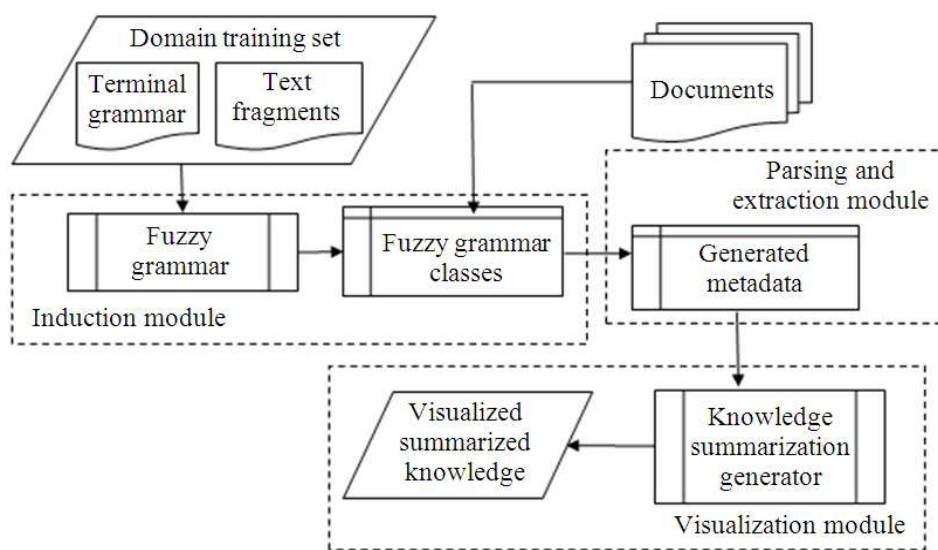 Domain training set
Terminal
grammar
Text
fragments
Documents
Parsing and
extraction module
Fuzzy
grammar
Fuzzy grammar
classes
Generated
metadata
Induction module
Visualized
summarized
knowledge
Knowledge
summarization
generator
Visualization module